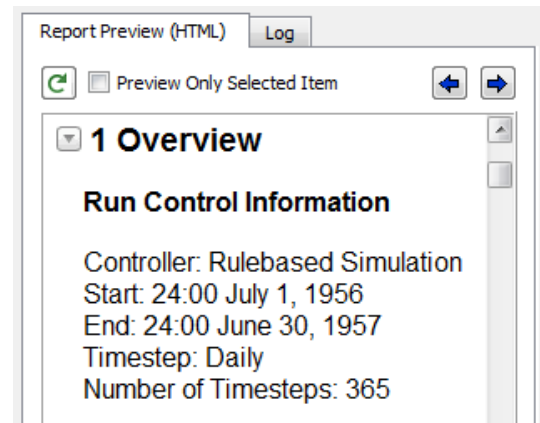 Report Preview (HTML) Log
Preview Only Selected Item
1 Overview
Run Control Information
Controller: Rulebased Simulation
Start: 24:00 July 1, 1956
End: 24:00 June 30, 1957
Timestep: Daily
Number of Timesteps: 365